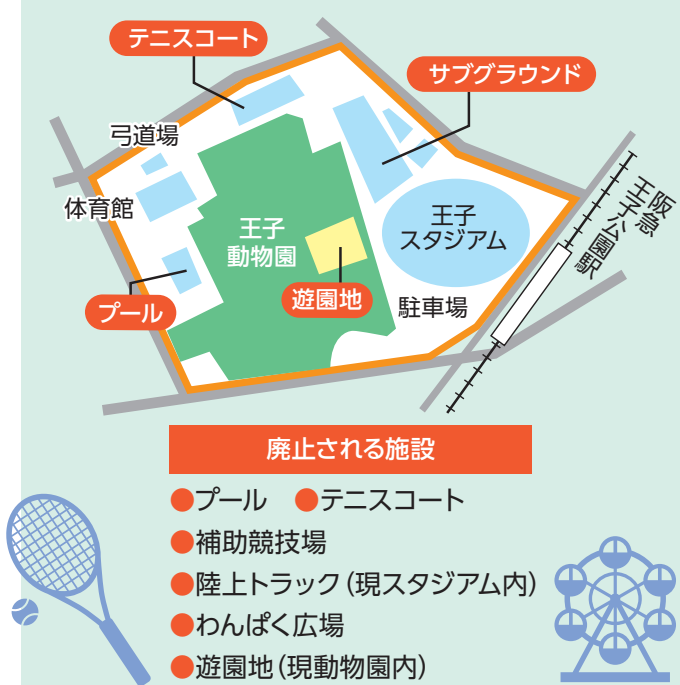 テニスコート
サブグラウンド
弓道場
体育館
王子
動物園
王子
スタジアム
阪急
王子公園駅
遊園地
駐車場
プール
廃止される施設
●プール ●テニスコート
●補助競技場
●陸上トラック(現スタジアム内)
●わんぱく広場
●遊園地(現動物園内)